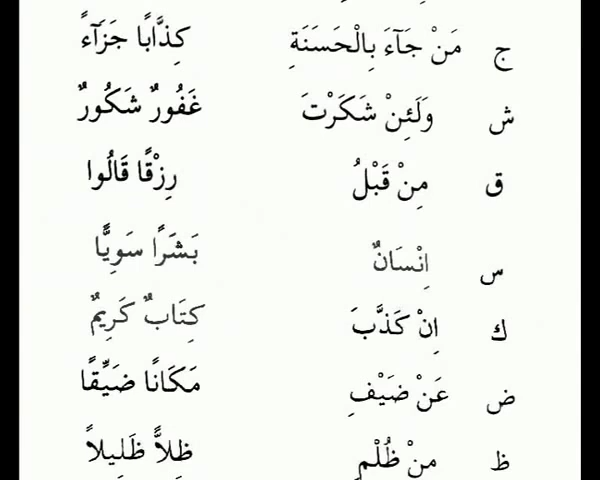 ج مَنْ جَآءَ بِالْحَسَنَةِ كِذَّابًا جَزَآءً
ش وَلَئِنْ شَكَرْتَ غَفُورٌ شَكُورٌ
ق مِنْ قَبْلُ رِزْقًا قَالُوا
س اِنْسَانٌ بَشَرًا سَوِيًّا
ك اِنْ كَذَّبَ كِتَابٌ كَرِيمٌ
ض عَنْ ضَيْفِ مَكَانًا ضَيِّقًا
ظ مِنْ ظُلْمٍ ظِلاًّ ظَلِيلاً